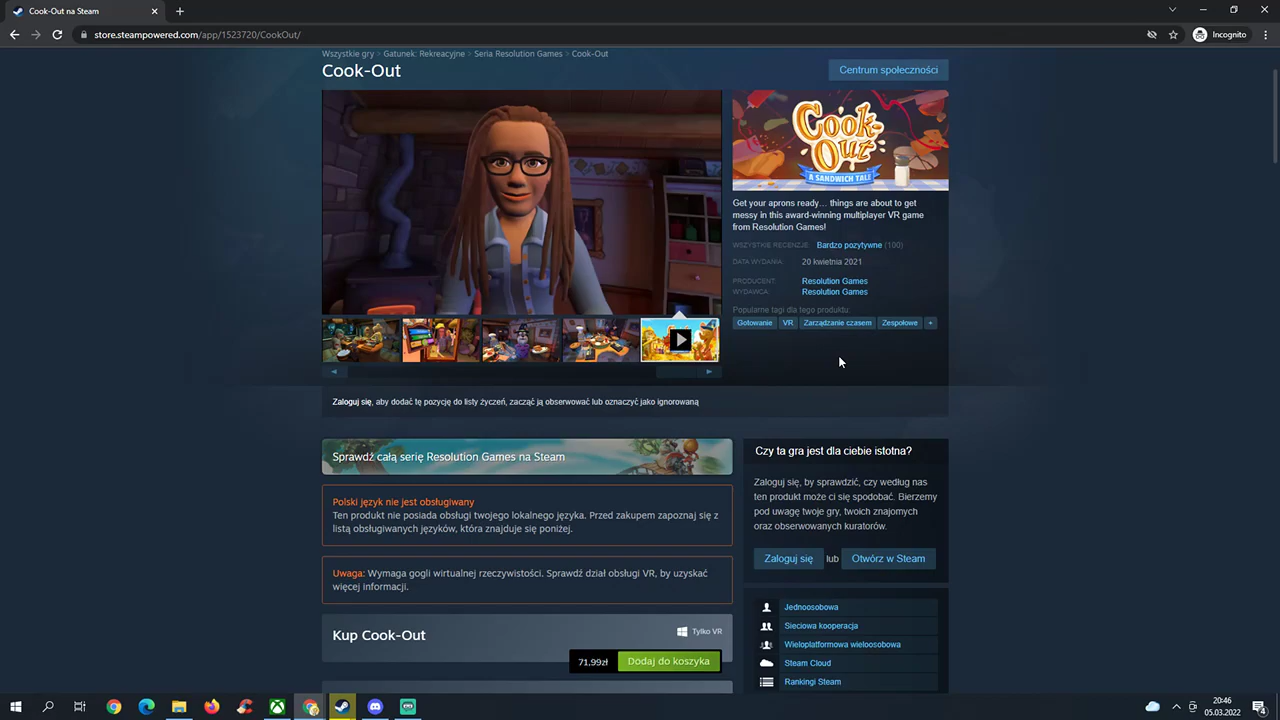 Cook-Out na Steam
store.steampowered.com/app/1523720/CookOut/
Incognito
Wszystkie gry > Gatunek: Rekreacyjne > Seria Resolution Games > Cook-Out
Cook-Out
Centrum społeczności
Cook-Out
A SANDWICH TALE
Get your aprons ready… things are about to get
messy in this award-winning multiplayer VR game
from Resolution Games!
WSZYSTKIE RECENZJE: Bardzo pozytywne (100)
DATA WYDANIA: 20 kwietnia 2021
PRODUCENT: Resolution Games
WYDAWCA: Resolution Games
Popularne tagi dla tego produktu:
Gotowanie VR Zarządzanie czasem Zespołowe +
Zaloguj się, aby dodać tę pozycję do listy życzeń, zacząć ją obserwować lub oznaczyć jako ignorowaną
Sprawdź całą serię Resolution Games na Steam
Polski język nie jest obsługiwany
Ten produkt nie posiada obsługi twojego lokalnego języka. Przed zakupem zapoznaj się z
listą obsługiwanych języków, która znajduje się poniżej.
Uwaga: Wymaga gogli wirtualnej rzeczywistości. Sprawdź dział obsługi VR, by uzyskać
więcej informacji.
Kup Cook-Out
Tylko VR
71,99zł Dodaj do koszyka
Czy ta gra jest dla ciebie istotna?
Zaloguj się, by sprawdzić, czy według nas
ten produkt może ci się spodobać. Bierzemy
pod uwagę twoje gry, twoich znajomych
oraz obserwowanych kuratorów.
Zaloguj się lub Otwórz w Steam
Jednoosobowa
Sieciowa kooperacja
Wieloplatformowa wieloosobowa
Steam Cloud
Rankingi Steam
20:46
05.03.2022
4